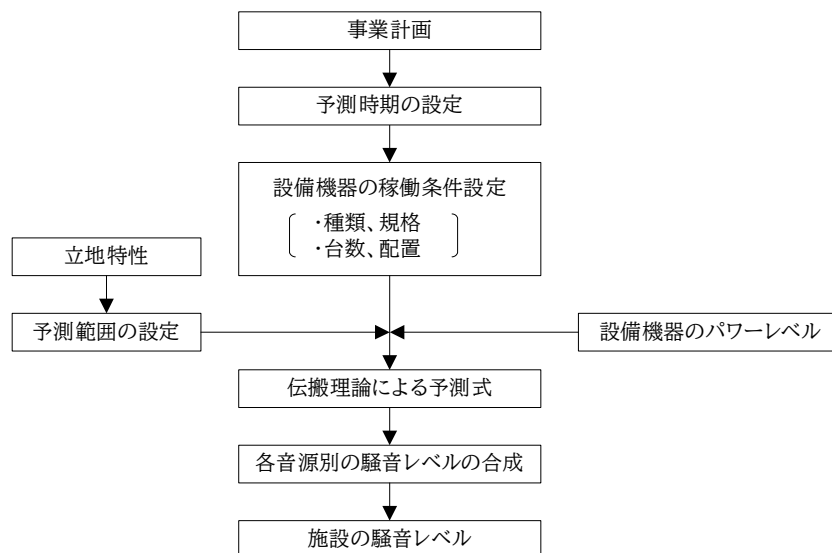 事業計画
予測時期の設定
設備機器の稼働条件設定
・種類、規格
・台数、配置
立地特性
予測範囲の設定
設備機器のパワーレベル
伝搬理論による予測式
各音源別の騒音レベルの合成
施設の騒音レベル